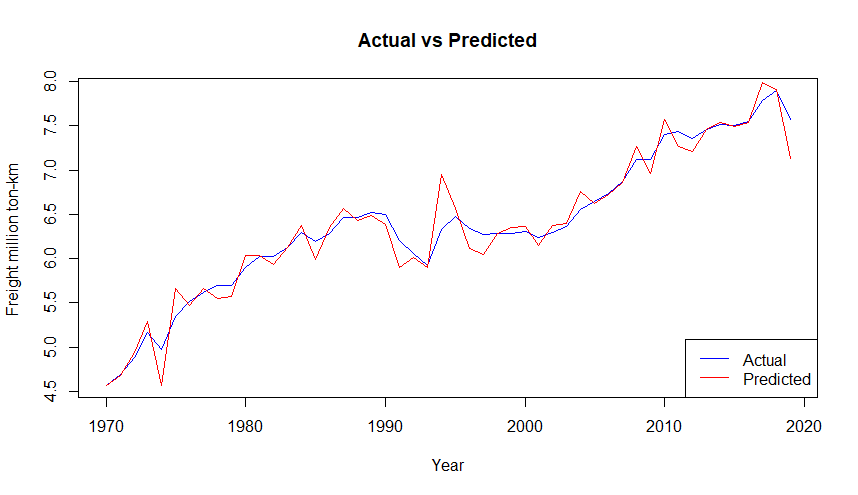 Actual vs Predicted
Freight million ton-km
8.0
7.5
7.0
6.5
6.0
5.5
5.0
4.5
Actual
Predicted
1970 1980 1990 2000 2010 2020
Year